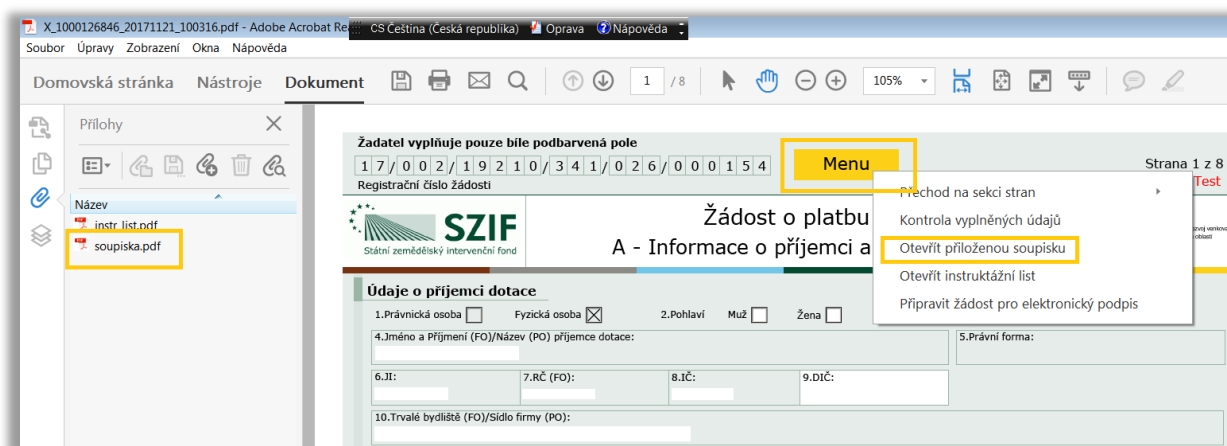 X_1000126846_20171121_100316.pdf - Adobe Acrobat Re
CS Čeština (Česká republika) Oprava Nápověda
Soubor Úpravy Zobrazení Okna Nápověda
Domovská stránka Nástroje Dokument 1 / 8 105%
Přílohy
Název
instr_list.pdf
soupiska.pdf
Žadatel vyplňuje pouze bíle podbarvená pole
17/002/19210/341/026/000154
Registrační číslo žádosti
Menu
Strana 1 z 8
Test
Přechod na sekci stran
Kontrola vyplněných údajů
Otevřít přiloženou soupisku
Otevřít instruktážní list
Připravit žádost pro elektronický podpis
SZIF
Státní zemědělský intervenční fond
Žádost o platbu
A - Informace o příjemci a
Údaje o příjemci dotace
1.Právnická osoba Fyzická osoba 2.Pohlaví Muž Žena
4.Jméno a Příjmení (FO)/Název (PO) příjemce dotace: 5.Právní forma:
6.JI: 7.RČ (FO): 8.IČ: 9.DIČ:
10.Trvalé bydliště (FO)/Sídlo firmy (PO):